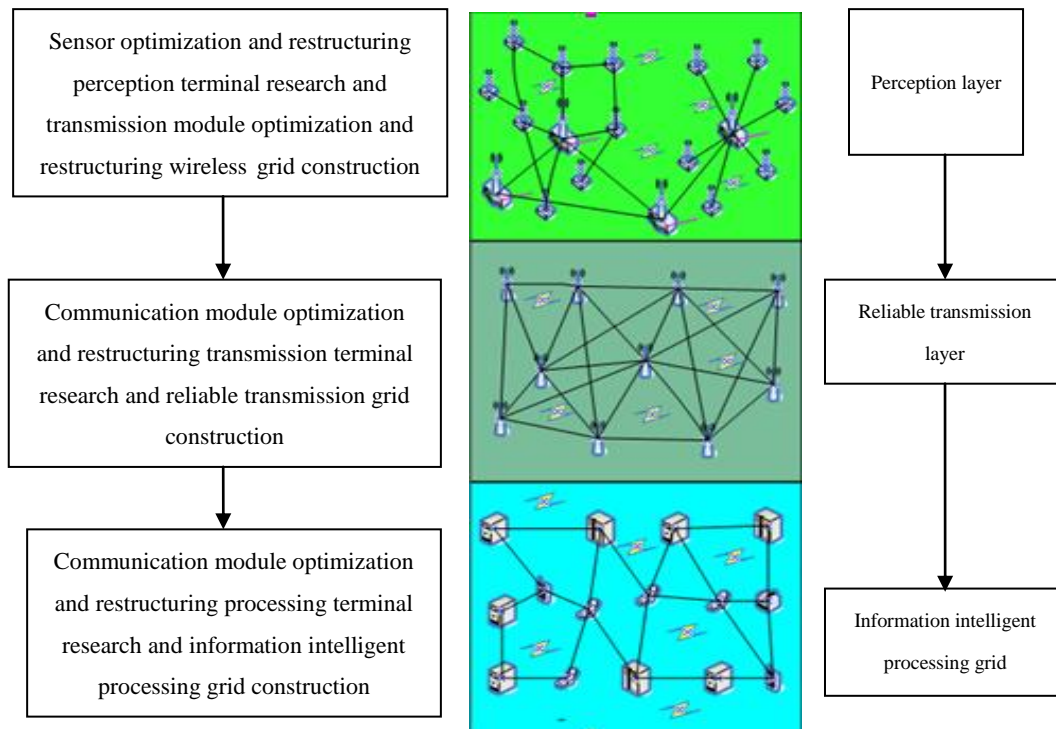 Sensor optimization and restructuring
perception terminal research and
transmission module optimization and
restructuring wireless grid construction
Communication module optimization
and restructuring transmission terminal
research and reliable transmission grid
construction
Communication module optimization
and restructuring processing terminal
research and information intelligent
processing grid construction
Perception layer
Reliable transmission
layer
Information intelligent
processing grid